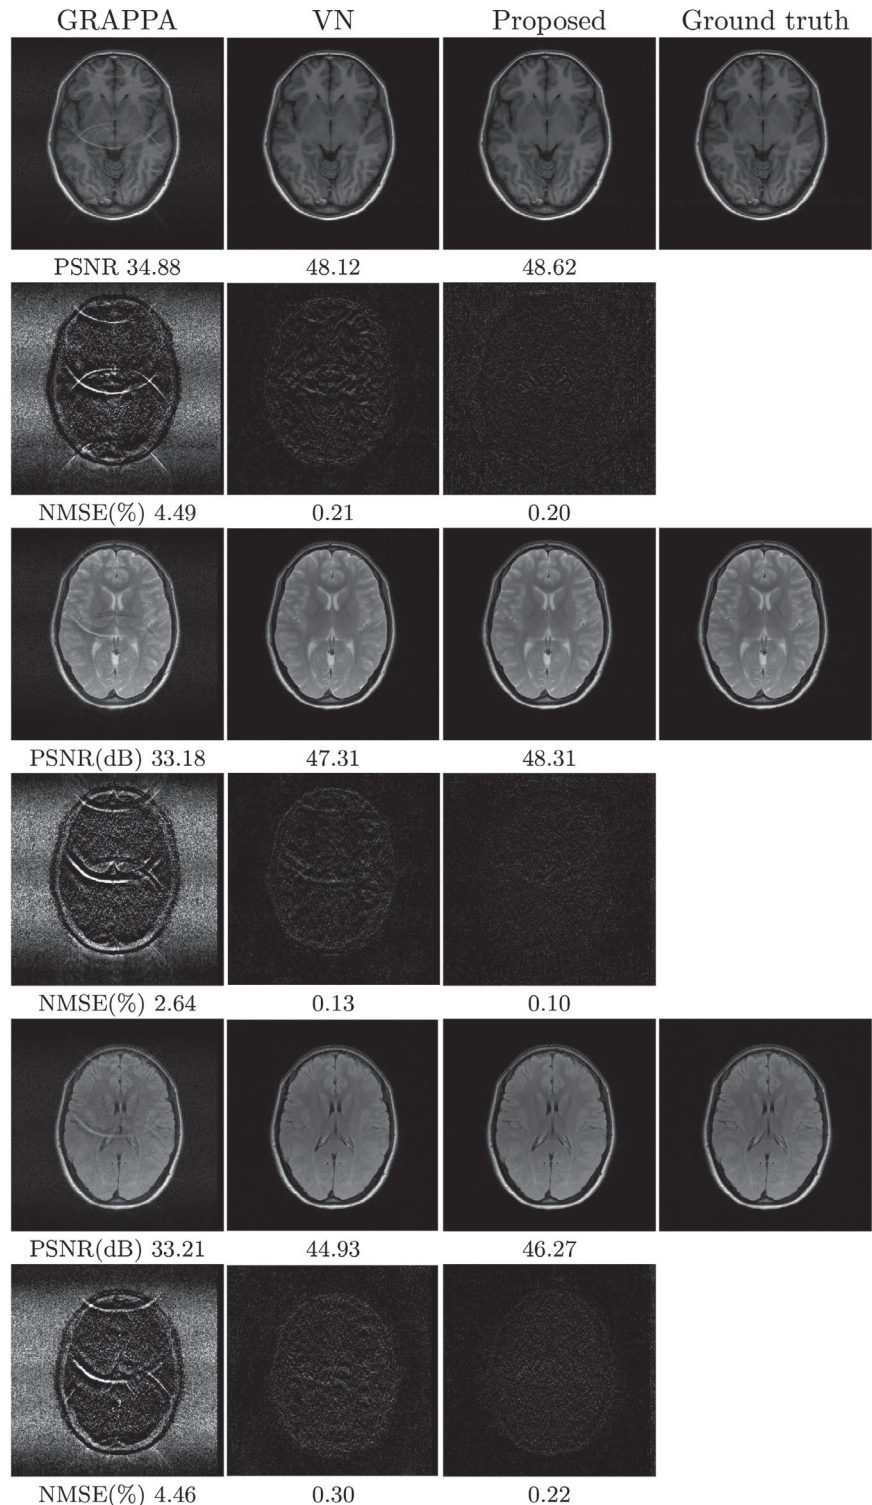 GRAPPA VN Proposed Ground truth
PSNR 34.88 48.12 48.62
NMSE(%) 4.49 0.21 0.20
PSNR(dB) 33.18 47.31 48.31
NMSE(%) 2.64 0.13 0.10
PSNR(dB) 33.21 44.93 46.27
NMSE(%) 4.46 0.30 0.22